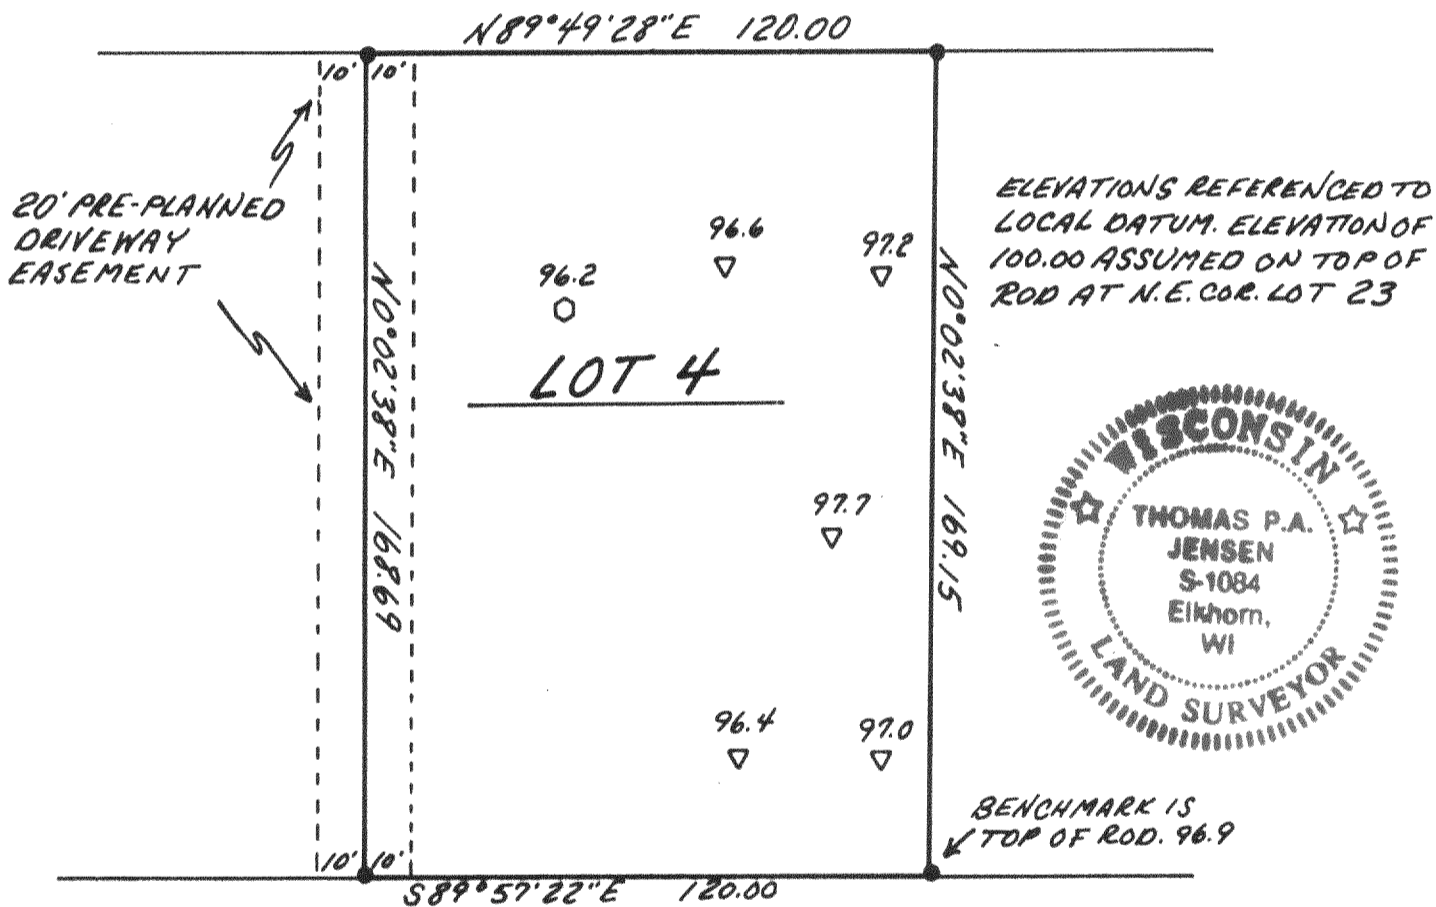 N89°49'28"E 120.00
10' 10'
20' PRE-PLANNED
DRIVEWAY
EASEMENT
ELEVATIONS REFERENCED TO
LOCAL DATUM. ELEVATION OF
100.00 ASSUMED ON TOP OF
ROD AT N.E. COR. LOT 23
96.6
97.2
96.2
LOT 4
N0°02'38"E 168.69
N0°02'38"E 169.15
97.7
WISCONSIN
THOMAS P.A.
JENSEN
S-1084
Elkhorn,
WI
LAND SURVEYOR
96.4
97.0
BENCHMARK IS
TOP OF ROD. 96.9
10' 10'
S89°57'22"E 120.00